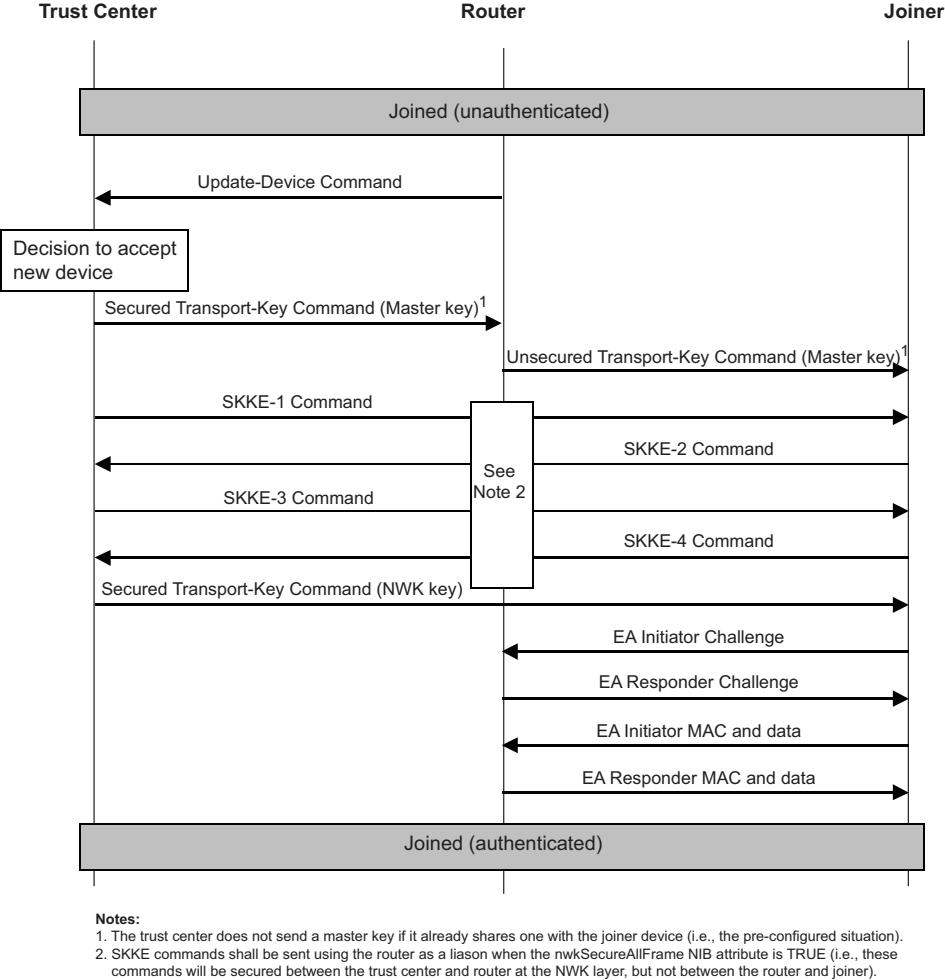 Trust Center Router Joiner
Joined (unauthenticated)
Update-Device Command
Decision to accept
new device
Secured Transport-Key Command (Master key)1
Unsecured Transport-Key Command (Master key)1
SKKE-1 Command
SKKE-2 Command
See
Note 2
SKKE-3 Command
SKKE-4 Command
Secured Transport-Key Command (NWK key)
EA Initiator Challenge
EA Responder Challenge
EA Initiator MAC and data
EA Responder MAC and data
Joined (authenticated)
Notes:
1. The trust center does not send a master key if it already shares one with the joiner device (i.e., the pre-configured situation).
2. SKKE commands shall be sent using the router as a liason when the nwkSecureAllFrame NIB attribute is TRUE (i.e., these
commands will be secured between the trust center and router at the NWK layer, but not between the router and joiner).